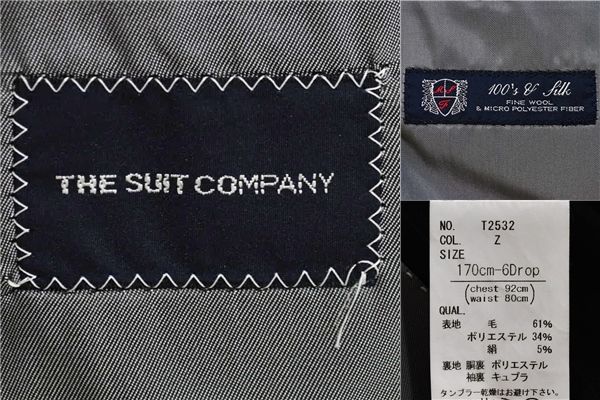 THE SUIT COMPANY
100's & Silk
FINE WOOL
& MICRO POLYESTER FIBER
NO. T2532
COL. Z
SIZE
170cm-6Drop
(chest 92cm
waist 80cm)
QUAL.
表地 毛 61%
ポリエステル 34%
絹 5%
裏地 胴裏 ポリエステル
袖裏 キュプラ
タンブラー乾燥はお避け下さい。